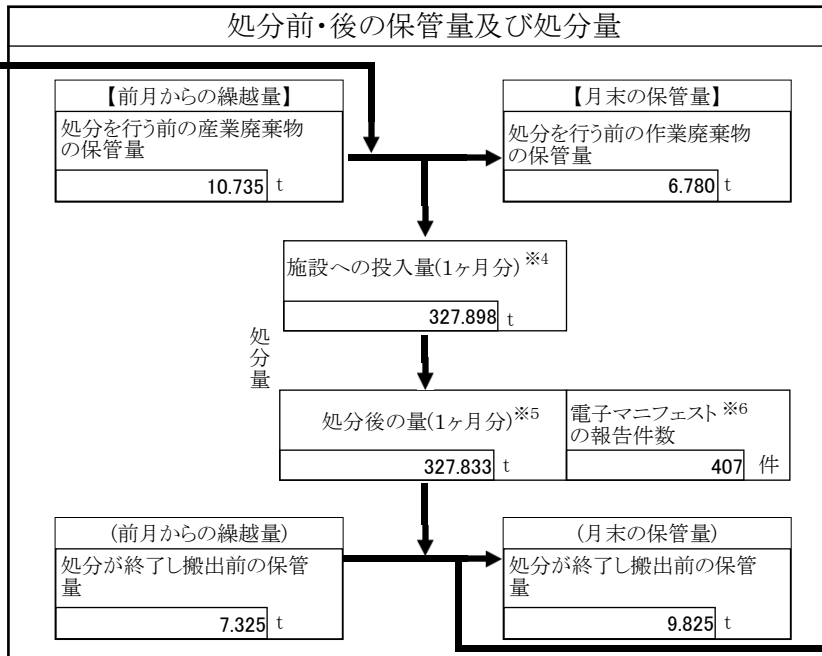 処分前・後の保管量及び処分量
【前月からの繰越量】
処分を行う前の産業廃棄物
の保管量
10.735 t
【月末の保管量】
処分を行う前の作業廃棄物
の保管量
6.780 t
施設への投入量(1ヶ月分)※4
327.898 t
処分量
処分後の量(1ヶ月分)※5
327.833 t
電子マニフェスト※6
の報告件数
407 件
(前月からの繰越量)
処分が終了し搬出前の保管
量
7.325 t
(月末の保管量)
処分が終了し搬出前の保管
量
9.825 t